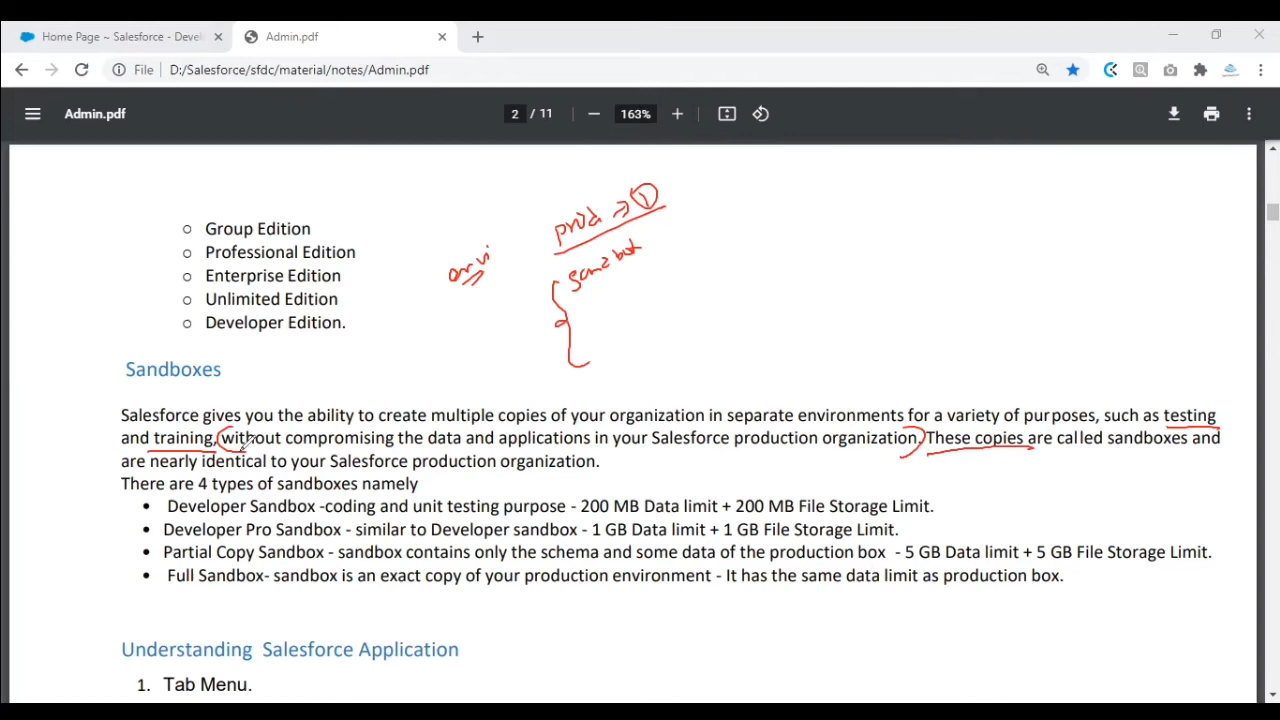 Home Page ~ Salesforce - Devel
Admin.pdf
File D:/Salesforce/sfdc/material/notes/Admin.pdf
Admin.pdf
2 / 11
163%
prod → 1
sandbox
envi
○ Group Edition
○ Professional Edition
○ Enterprise Edition
○ Unlimited Edition
○ Developer Edition.
Sandboxes
Salesforce gives you the ability to create multiple copies of your organization in separate environments for a variety of purposes, such as testing
and training, without compromising the data and applications in your Salesforce production organization. These copies are called sandboxes and
are nearly identical to your Salesforce production organization.
There are 4 types of sandboxes namely
• Developer Sandbox -coding and unit testing purpose - 200 MB Data limit + 200 MB File Storage Limit.
• Developer Pro Sandbox - similar to Developer sandbox - 1 GB Data limit + 1 GB File Storage Limit.
• Partial Copy Sandbox - sandbox contains only the schema and some data of the production box - 5 GB Data limit + 5 GB File Storage Limit.
• Full Sandbox- sandbox is an exact copy of your production environment - It has the same data limit as production box.
Understanding Salesforce Application
1. Tab Menu.